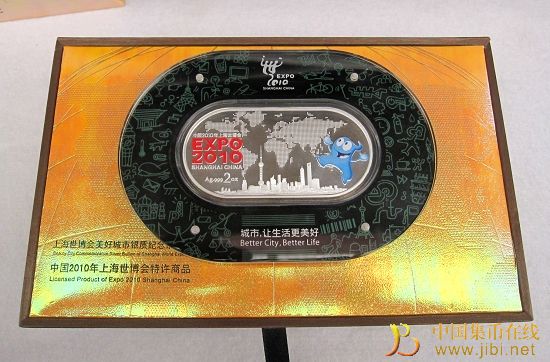 EXPO
2010
SHANGHAI CHINA
中国2010年上海世博会
EXPO
2010
SHANGHAI CHINA
Ag.999 2oz
城市,让生活更美好
Better City, Better Life
上海世博会美好城市银质纪念
中国2010年上海世博会特许商品
Licensed Product of Expo 2010 Shanghai China
中国集币在线
www.jibi.net